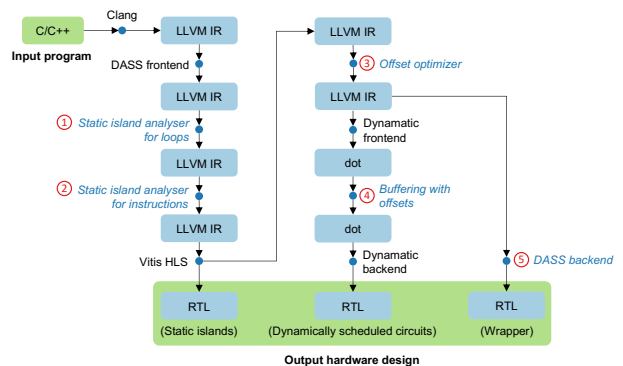 C/C++
Input program
Clang
LLVM IR
DASS frontend
LLVM IR
1 Static island analyser
for loops
LLVM IR
2 Static island analyser
for instructions
LLVM IR
Vitis HLS
RTL
(Static islands)
LLVM IR
3 Offset optimizer
LLVM IR
Dynamatic
frontend
dot
4 Buffering with
offsets
dot
Dynamatic
backend
RTL
(Dynamically scheduled circuits)
5 DASS backend
RTL
(Wrapper)
Output hardware design